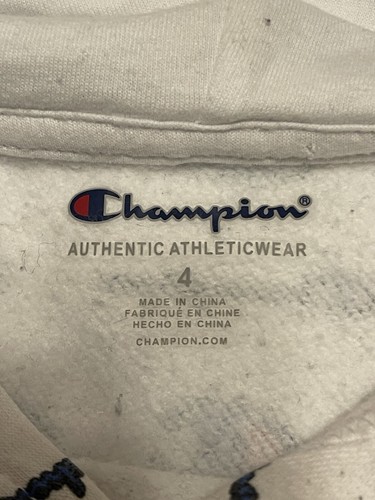 Champion®
AUTHENTIC ATHLETICWEAR
4
MADE IN CHINA
FABRIQUÉ EN CHINE
HECHO EN CHINA
CHAMPION.COM